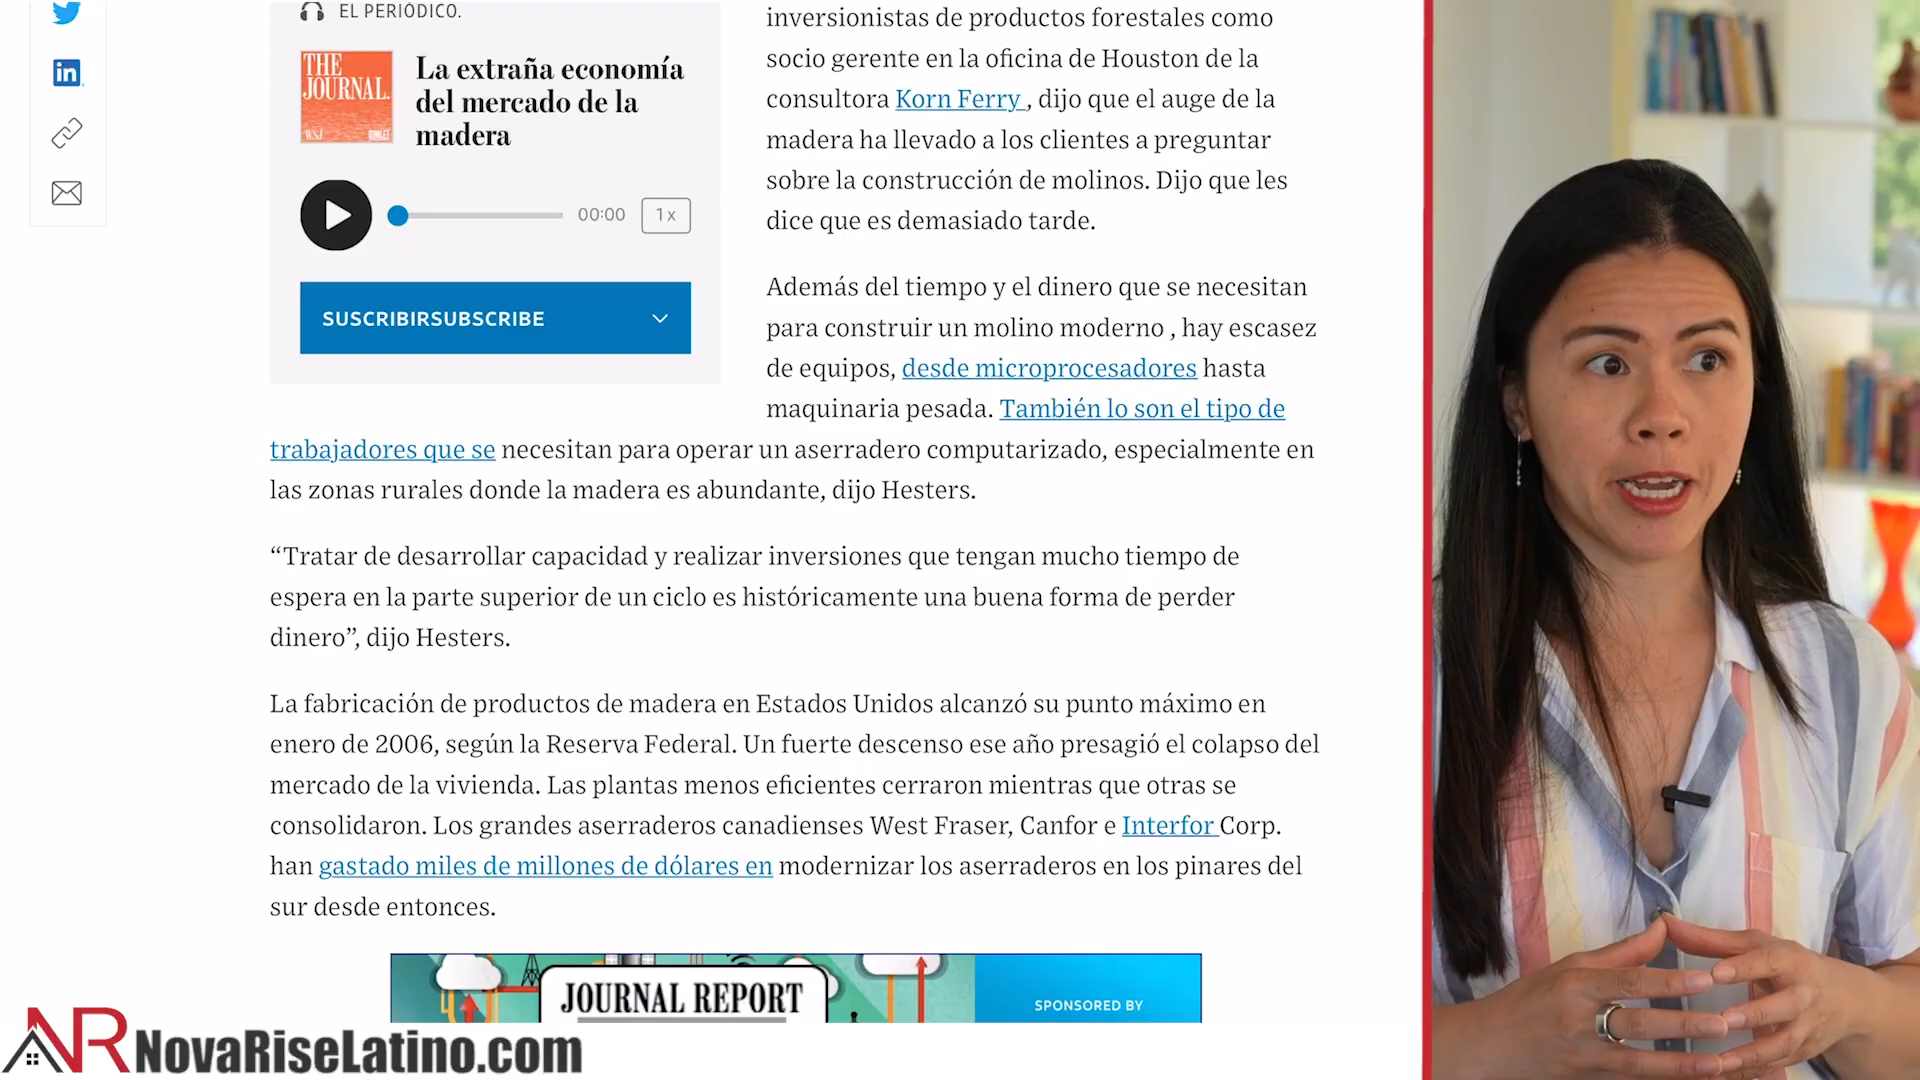 EL PERIÓDICO.
THE
JOURNAL.
WSJ
GIMLET
La extraña economía
del mercado de la
madera
00:00
1x
SUSCRIBIRSUBSCRIBE
inversionistas de productos forestales como
socio gerente en la oficina de Houston de la
consultora Korn Ferry , dijo que el auge de la
madera ha llevado a los clientes a preguntar
sobre la construcción de molinos. Dijo que les
dice que es demasiado tarde.
Además del tiempo y el dinero que se necesitan
para construir un molino moderno , hay escasez
de equipos, desde microprocesadores hasta
maquinaria pesada. También lo son el tipo de
trabajadores que se necesitan para operar un aserradero computarizado, especialmente en
las zonas rurales donde la madera es abundante, dijo Hesters.
“Tratar de desarrollar capacidad y realizar inversiones que tengan mucho tiempo de
espera en la parte superior de un ciclo es históricamente una buena forma de perder
dinero”, dijo Hesters.
La fabricación de productos de madera en Estados Unidos alcanzó su punto máximo en
enero de 2006, según la Reserva Federal. Un fuerte descenso ese año presagió el colapso del
mercado de la vivienda. Las plantas menos eficientes cerraron mientras que otras se
consolidaron. Los grandes aserraderos canadienses West Fraser, Canfor e Interfor Corp.
han gastado miles de millones de dólares en modernizar los aserraderos en los pinares del
sur desde entonces.
JOURNAL REPORT
SPONSORED BY
NR NovaRiseLatino.com